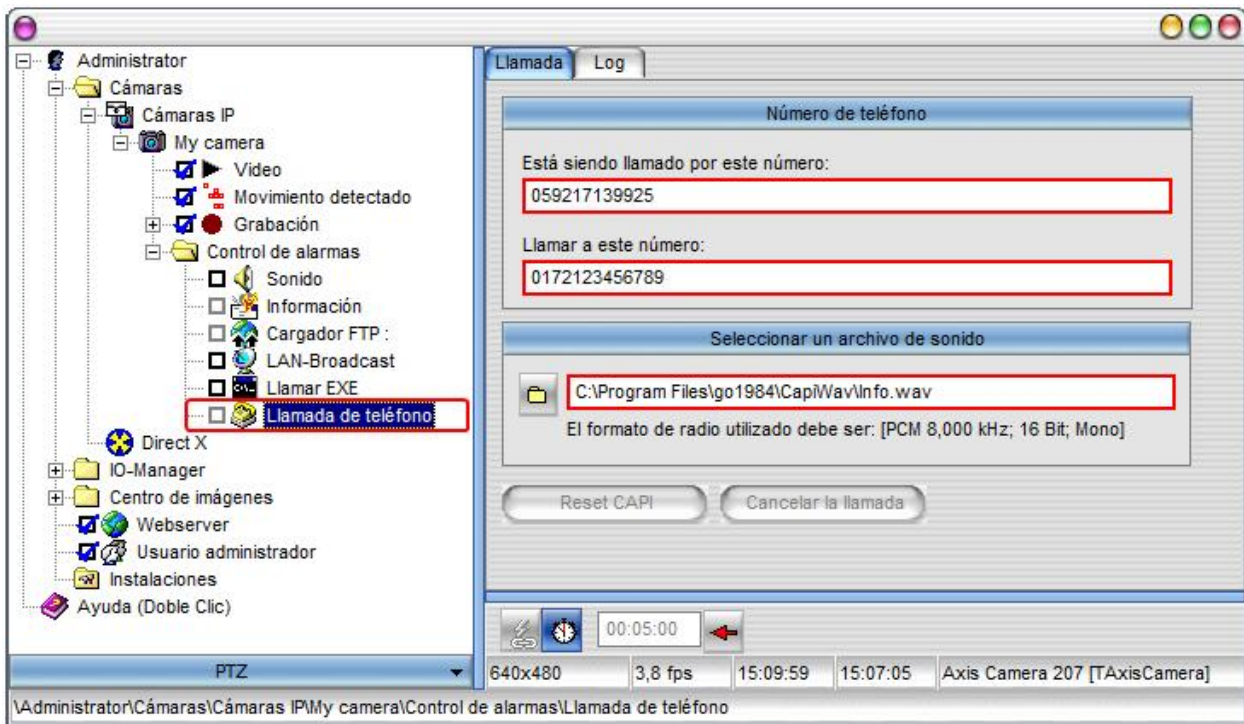 Administrator
Cámaras
Cámaras IP
My camera
Video
Movimiento detectado
Grabación
Control de alarmas
Sonido
Información
Cargador FTP :
LAN-Broadcast
Llamar EXE
Llamada de teléfono
Direct X
IO-Manager
Centro de imágenes
Webserver
Usuario administrador
Instalaciones
Ayuda (Doble Clic)
PTZ
Llamada Log
Número de teléfono
Está siendo llamado por este número:
059217139925
Llamar a este número:
0172123456789
Seleccionar un archivo de sonido
C:\Program Files\go1984\CapiWav\Info.wav
El formato de radio utilizado debe ser: [PCM 8,000 kHz; 16 Bit; Mono]
Reset CAPI Cancelar la llamada
00:05:00
640x480 3,8 fps 15:09:59 15:07:05 Axis Camera 207 [TAxisCamera]
\Administrator\Cámaras\Cámaras IP\My camera\Control de alarmas\Llamada de teléfono